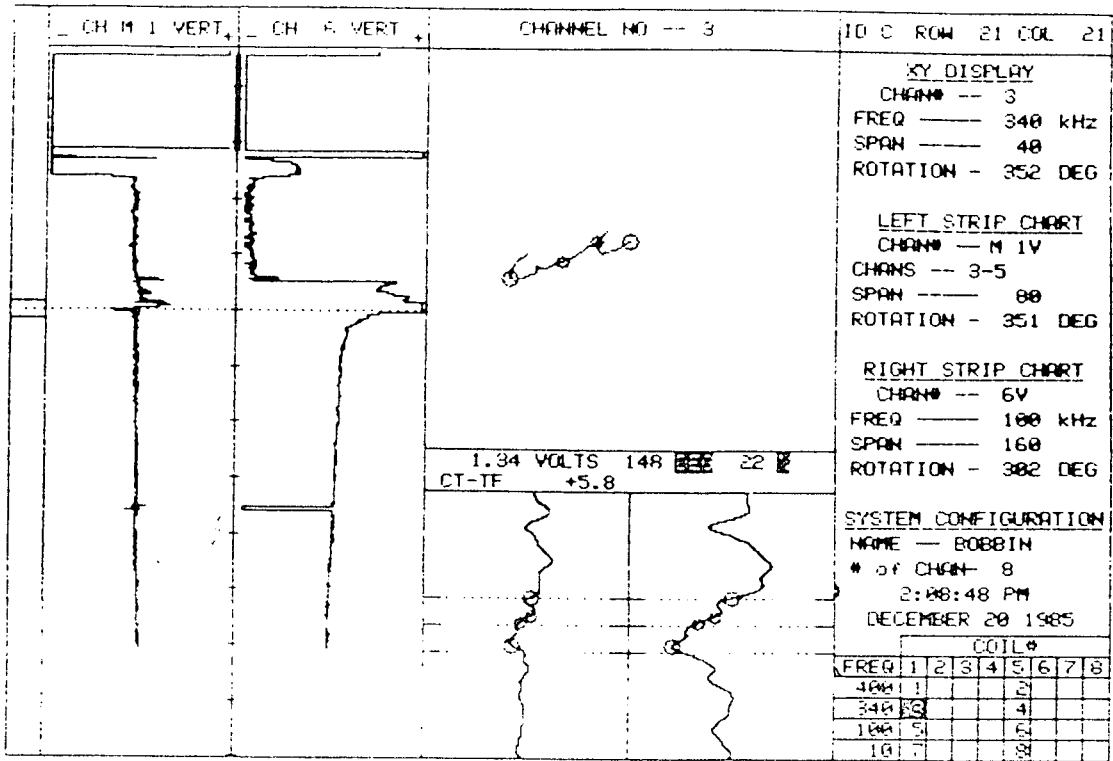 _ CH M 1 VERT +
_ CH 6 VERT +
CHANNEL NO -- 3
ID C ROW 21 COL 21
XY DISPLAY
CHAN# -- 3
FREQ ----- 340 kHz
SPAN ----- 40
ROTATION - 352 DEG
LEFT STRIP CHART
CHAN# -- M 1V
CHANS -- 3-5
SPAN ----- 80
ROTATION - 351 DEG
RIGHT STRIP CHART
CHAN# -- 6V
FREQ ----- 100 kHz
SPAN ----- 160
ROTATION - 302 DEG
1.34 VOLTS 148 22
CT-TF +5.8
SYSTEM CONFIGURATION
NAME -- BOBBIN
# of CHAN- 8
2:08:48 PM
DECEMBER 20 1985
COIL#
FREQ 1 2 3 4 5 6 7 8
400 1 2
340 3 4
100 5 6
10 7 8